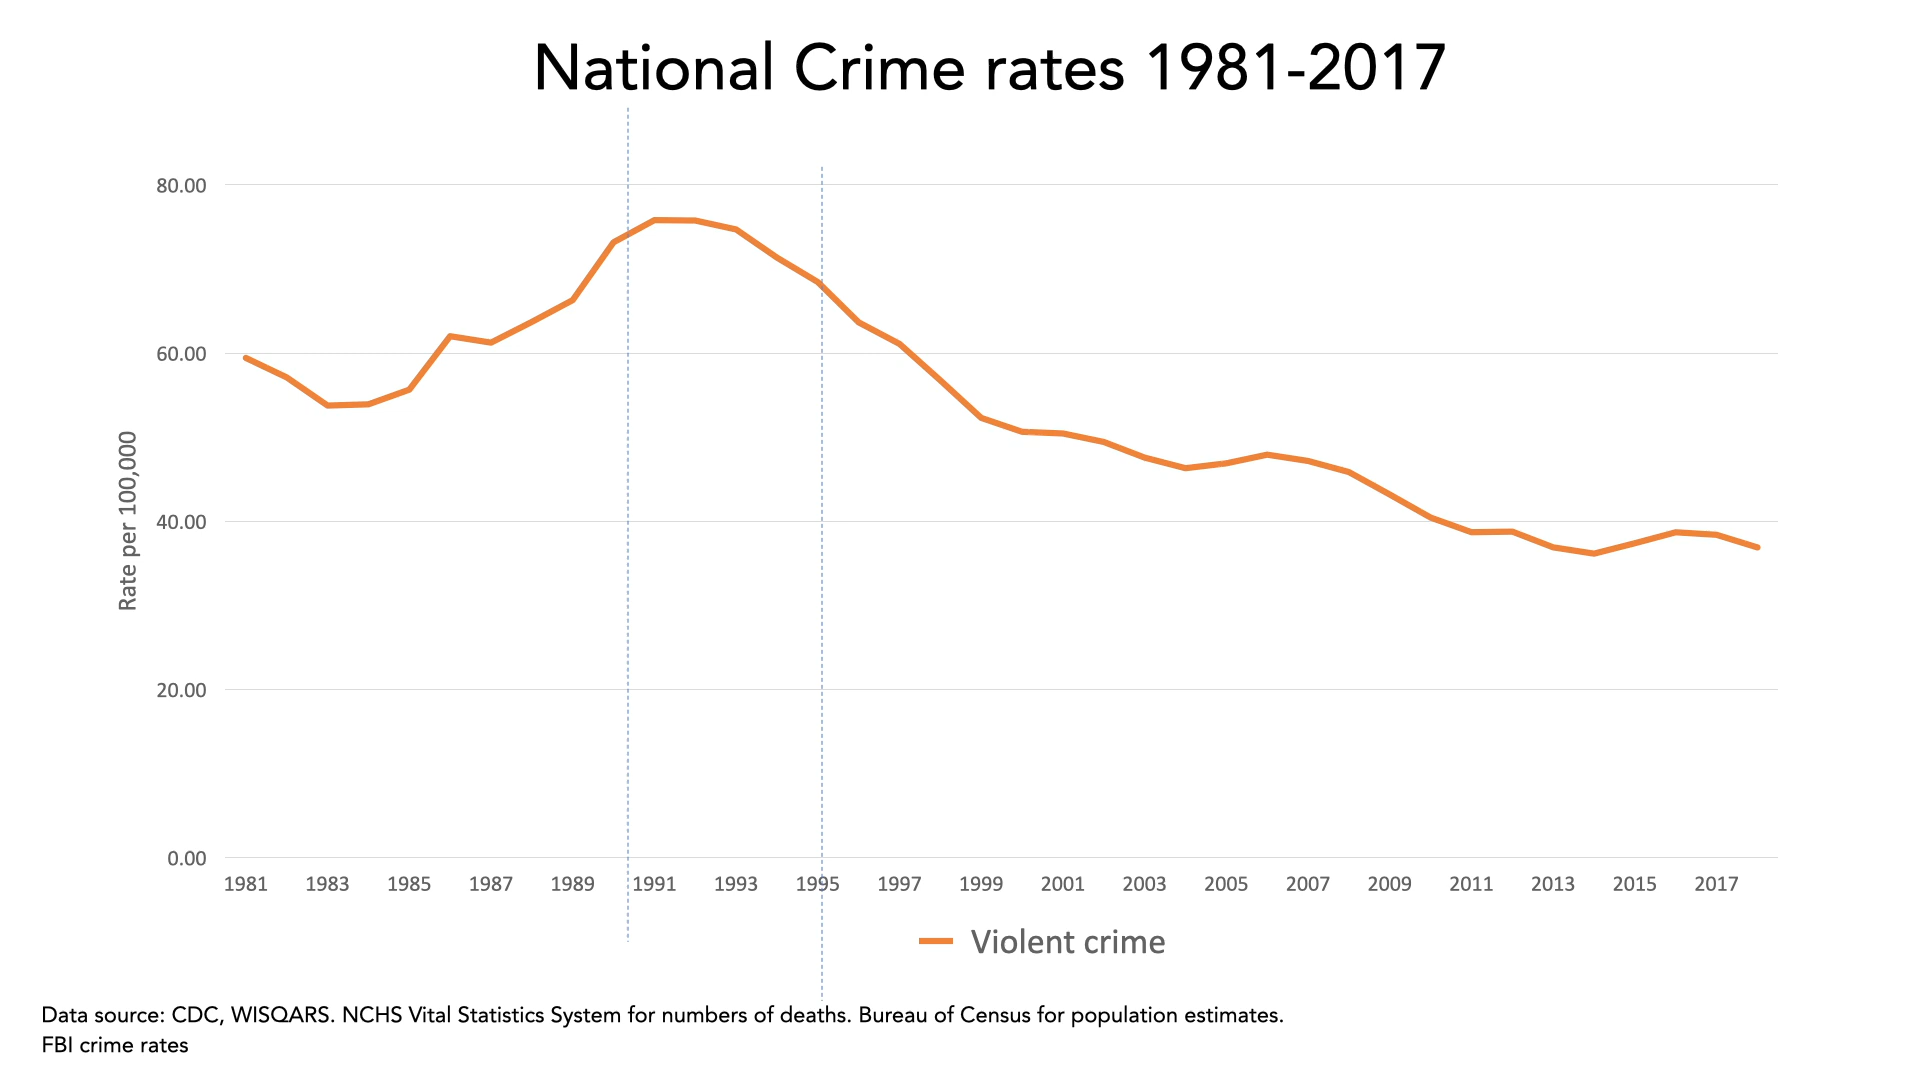 National Crime rates 1981-2017
80.00
60.00
40.00
20.00
0.00
Rate per 100,000
1981 1983 1985 1987 1989 1991 1993 1995 1997 1999 2001 2003 2005 2007 2009 2011 2013 2015 2017
Violent crime
Data source: CDC, WISQARS. NCHS Vital Statistics System for numbers of deaths. Bureau of Census for population estimates.
FBI crime rates